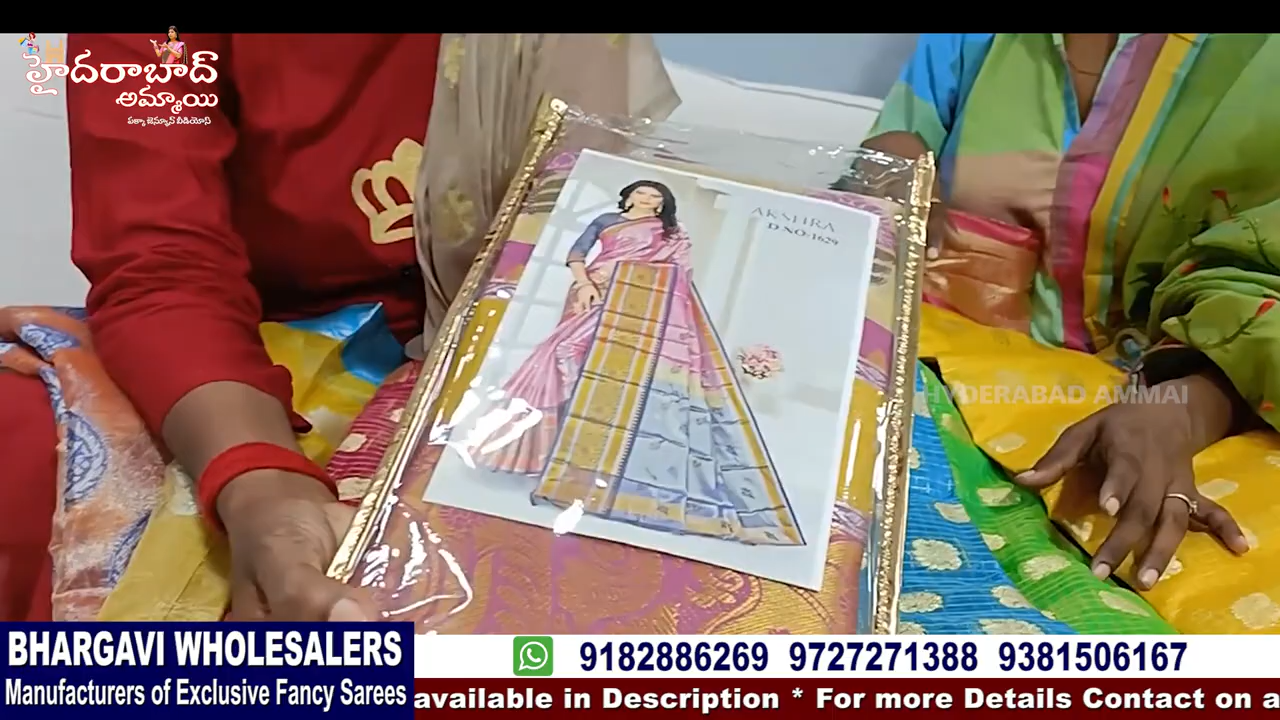 హైదరాబాద్
అమ్మాయి
పక్కా జెన్యూన్ వీడియోస్
AKSHRA
D NO:1629
HYDERABAD AMMAI
BHARGAVI WHOLESALERS
Manufacturers of Exclusive Fancy Sarees
9182886269 9727271388 9381506167
available in Description * For more Details Contact on a